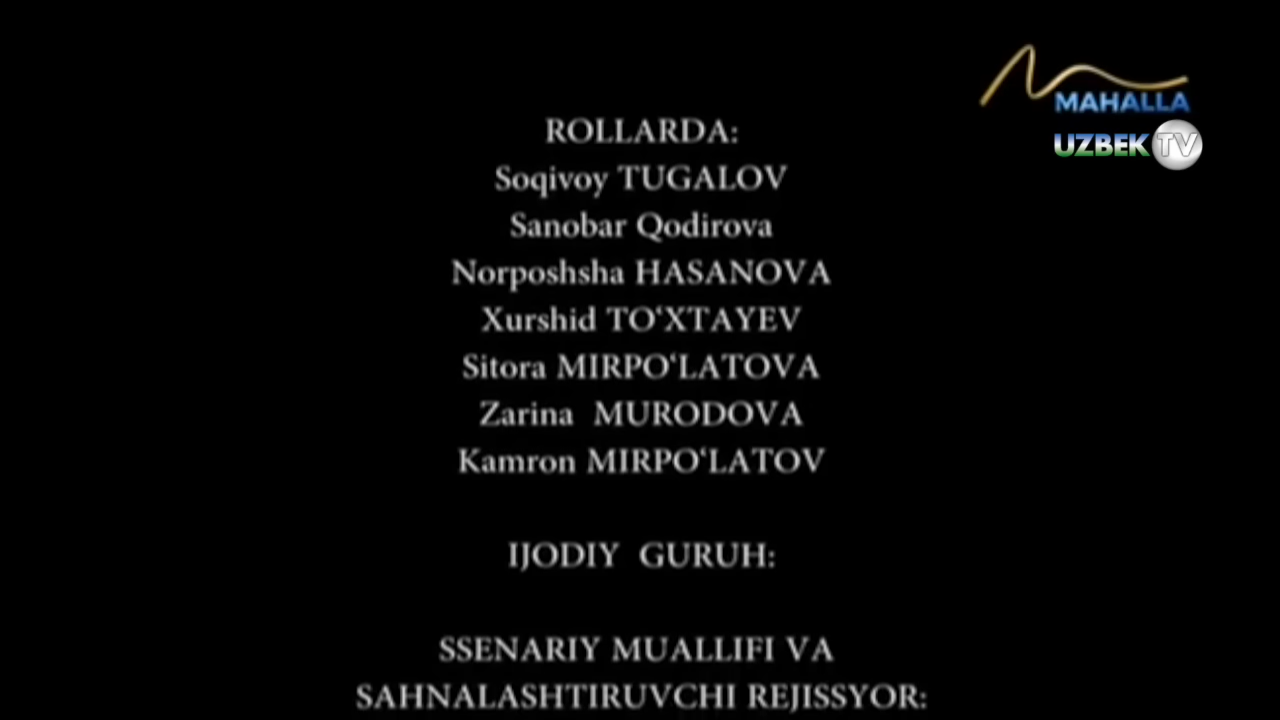 MAHALLA
UZBEK TV
ROLLARDA:
Soqivoy TUGALOV
Sanobar Qodirova
Norposhsha HASANOVA
Xurshid TO‘XTAYEV
Sitora MIRPO‘LATOVA
Zarina  MURODOVA
Kamron MIRPO‘LATOV
IJODIY  GURUH:
SSENARIY MUALLIFI VA
SAHNALASHTIRUVCHI REJISSYOR: